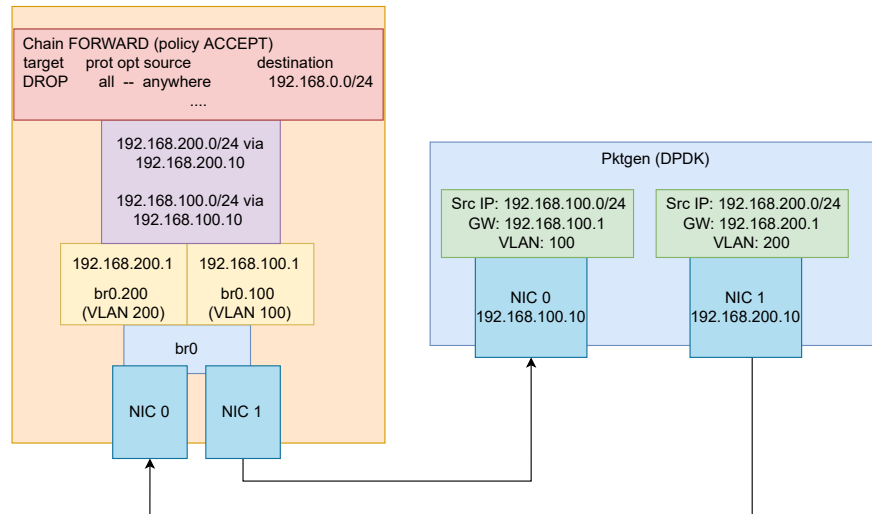 Chain FORWARD (policy ACCEPT)
target prot opt source destination
DROP all -- anywhere 192.168.0.0/24
....
192.168.200.0/24 via
192.168.200.10
192.168.100.0/24 via
192.168.100.10
192.168.200.1
br0.200
(VLAN 200)
192.168.100.1
br0.100
(VLAN 100)
br0
NIC 0
NIC 1
Pktgen (DPDK)
Src IP: 192.168.100.0/24
GW: 192.168.100.1
VLAN: 100
Src IP: 192.168.200.0/24
GW: 192.168.200.1
VLAN: 200
NIC 0
192.168.100.10
NIC 1
192.168.200.10